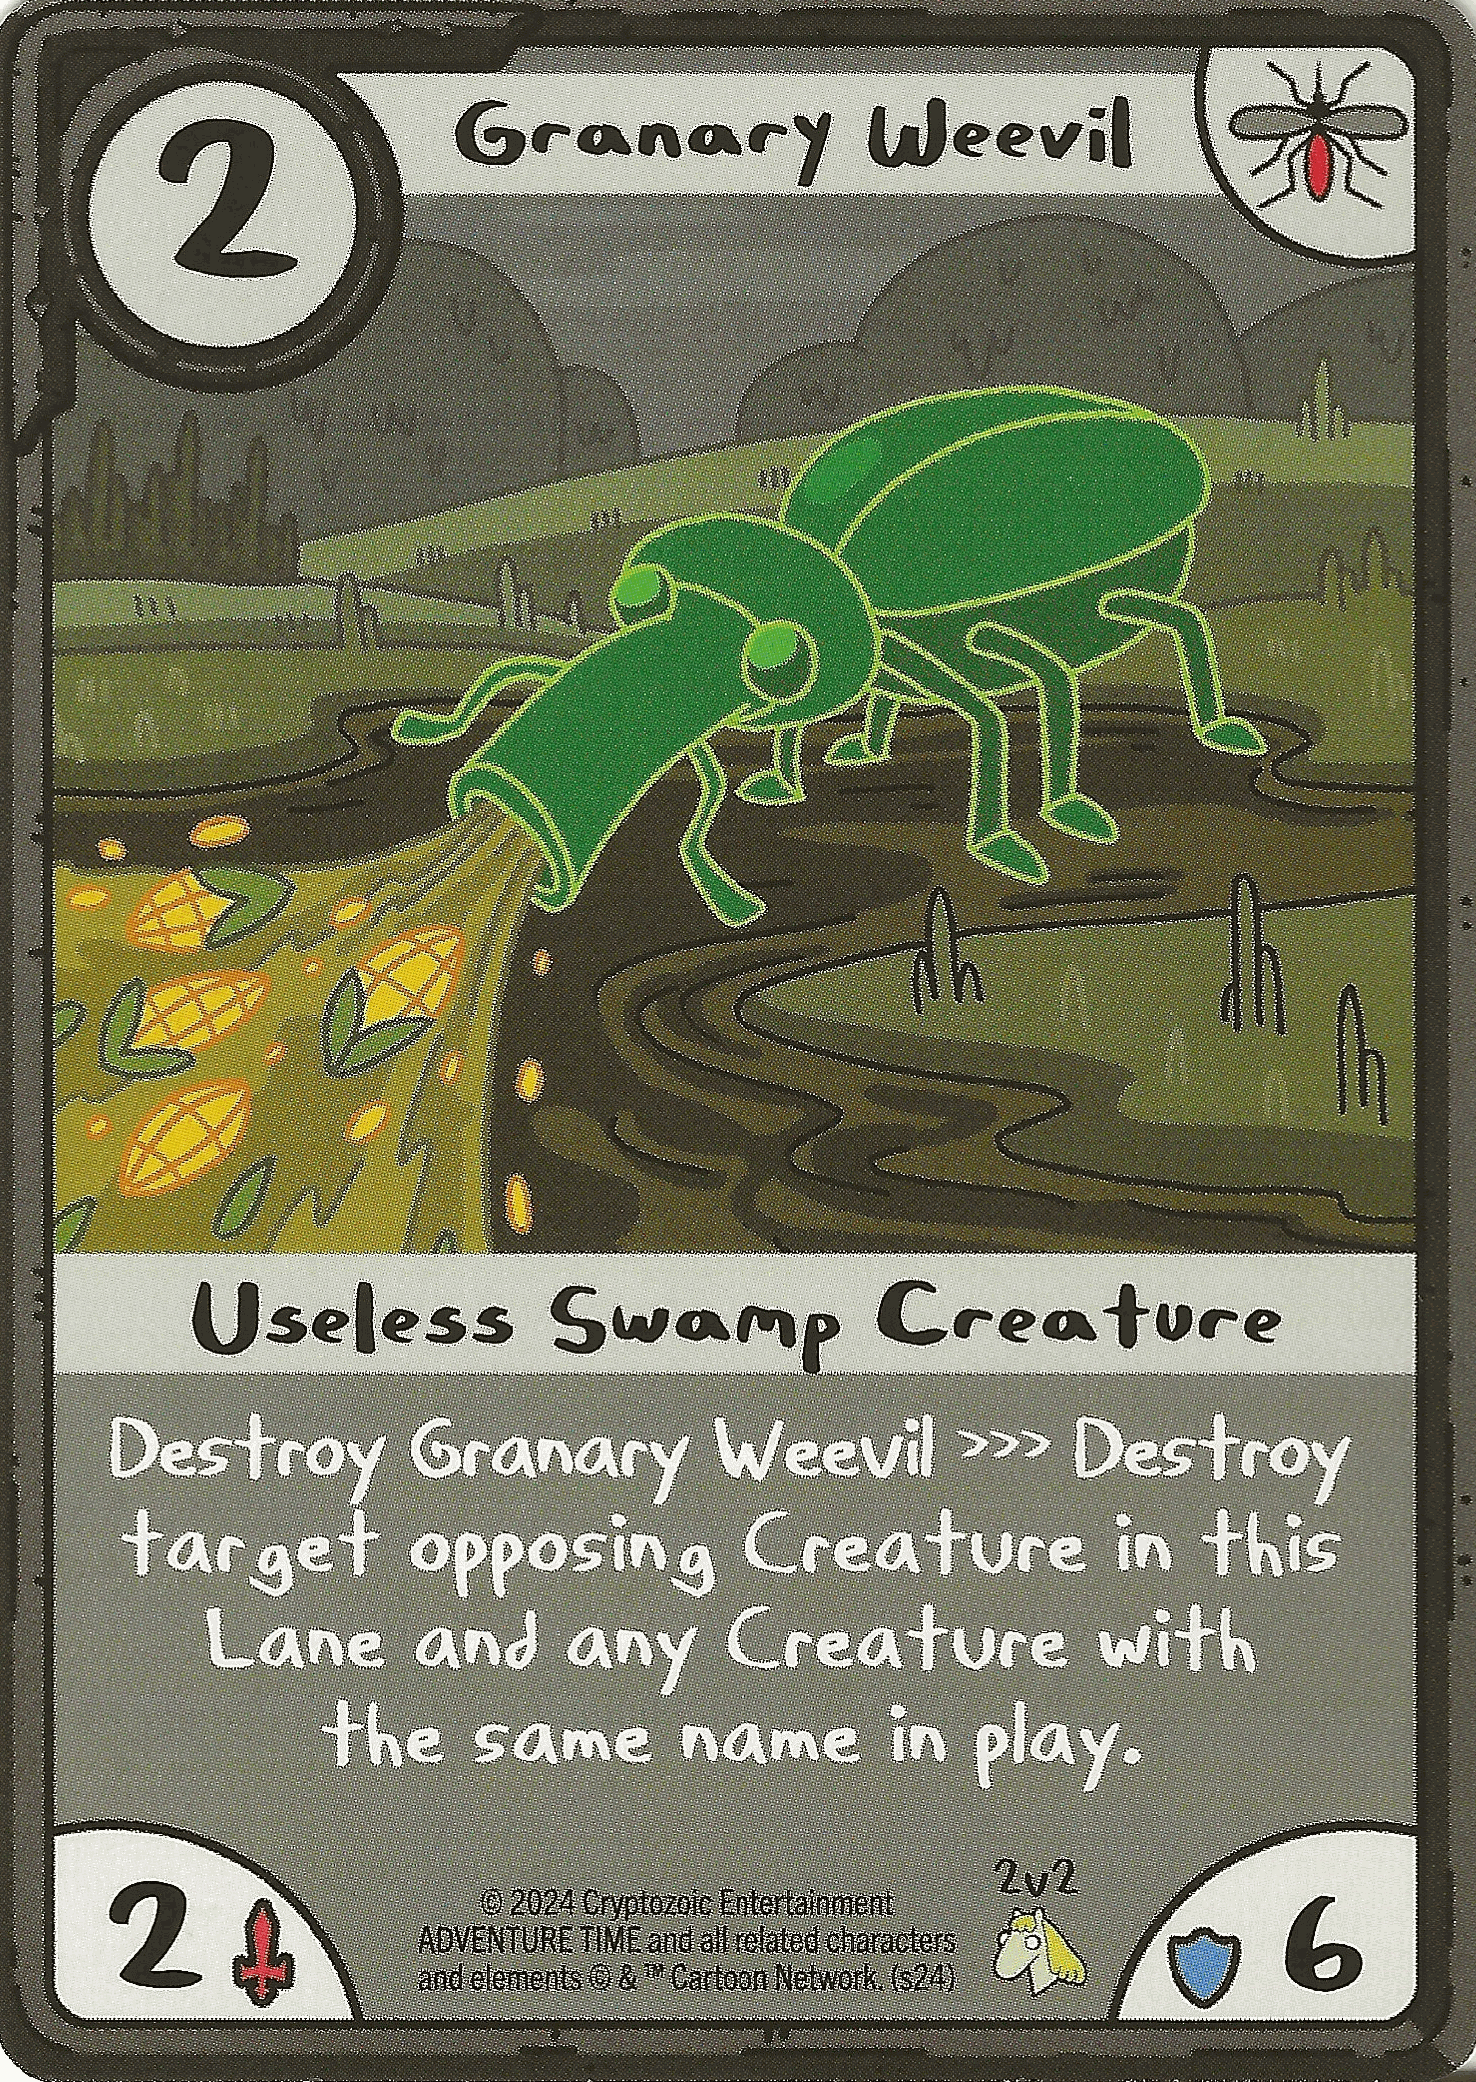 2
Granary Weevil
Useless Swamp Creature
Destroy Granary Weevil >>> Destroy
target opposing Creature in this
Lane and any Creature with
the same name in play.
2
© 2024 Cryptozoic Entertainment
ADVENTURE TIME and all related characters
and elements © & ™ Cartoon Network. (s24)
2v2
6